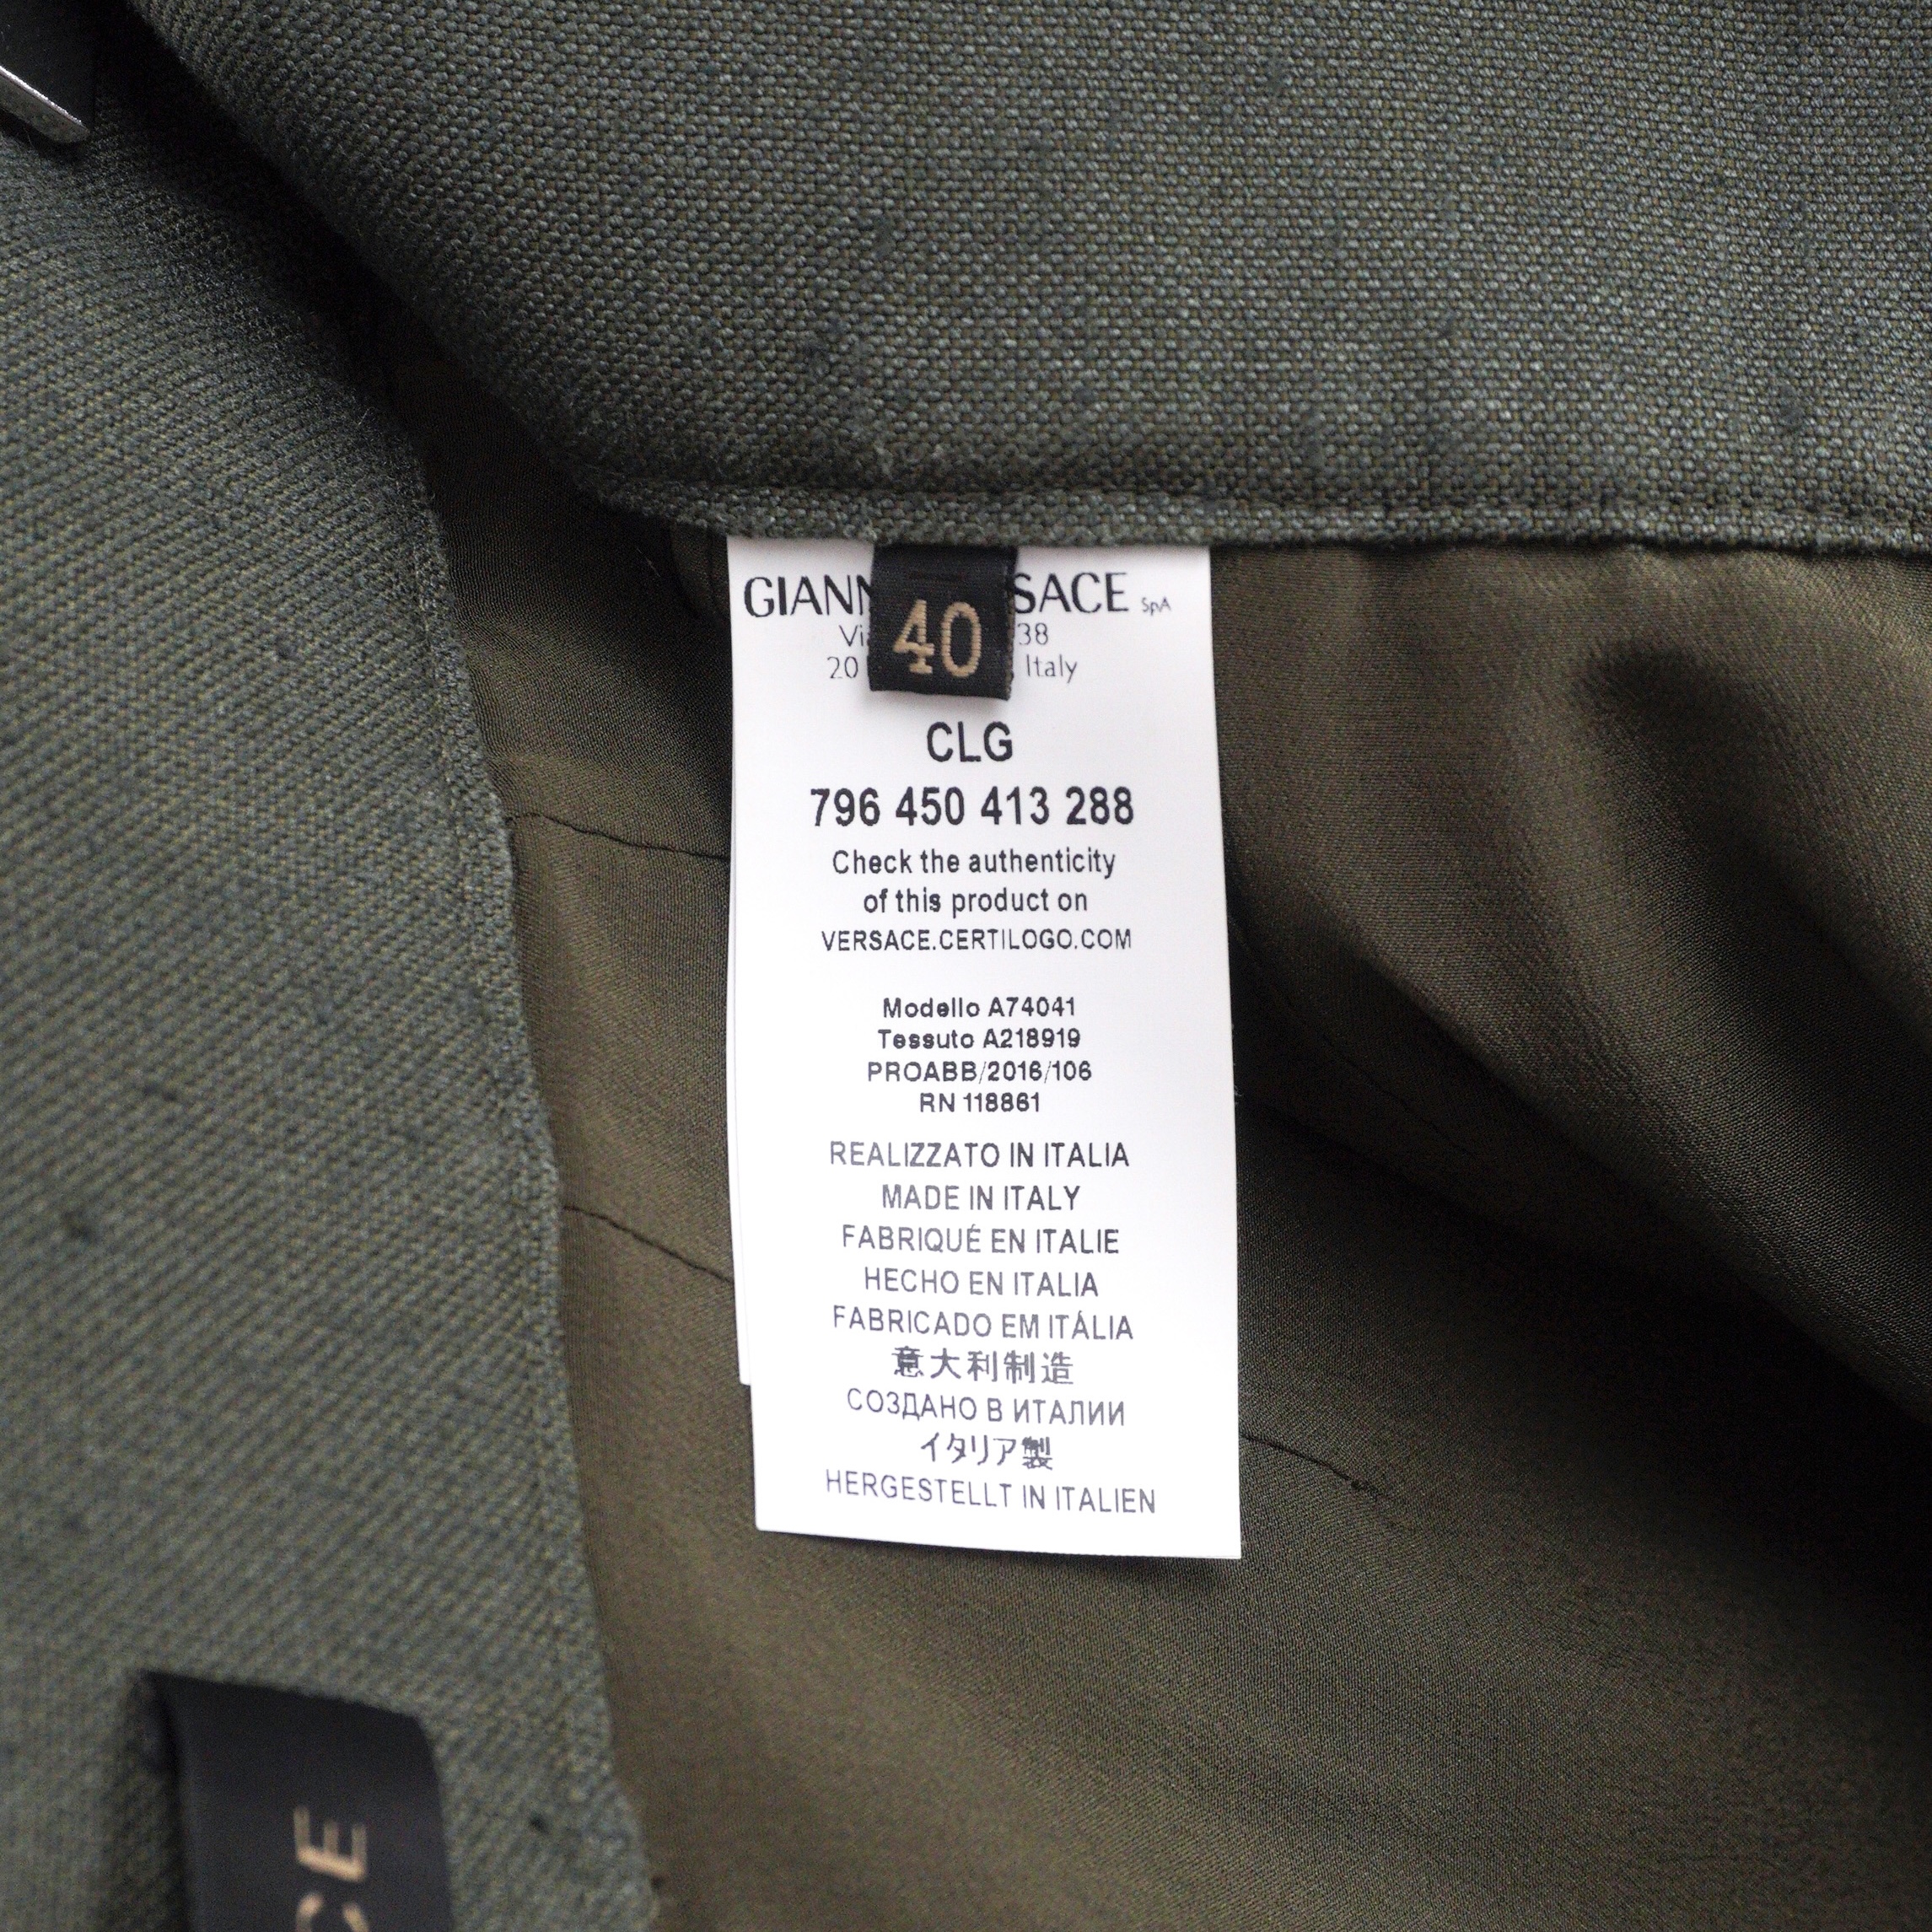 SpA
40
38
20 Italy
CLG
796 450 413 288
Check the authenticity
of this product on
VERSACE.CERTILOGO.COM
Modello A74041
Tessuto A218919
PROABB/2016/106
RN 118861
REALIZZATO IN ITALIA
MADE IN ITALY
FABRIQUÉ EN ITALIE
HECHO EN ITALIA
FABRICADO EM ITÁLIA
意大利制造
СОЗДАНО В ИТАЛИИ
イタリア製
HERGESTELLT IN ITALIEN